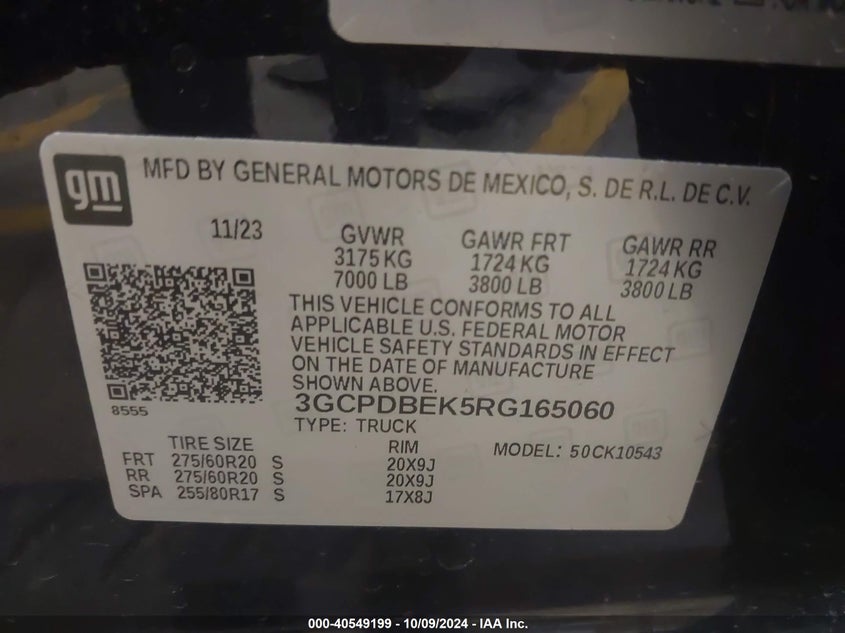 gm
MFD BY GENERAL MOTORS DE MEXICO, S. DE R.L. DE C.V.
11/23 GVWR GAWR FRT GAWR RR
3175 KG 1724 KG 1724 KG
7000 LB 3800 LB 3800 LB
THIS VEHICLE CONFORMS TO ALL
APPLICABLE U.S. FEDERAL MOTOR
VEHICLE SAFETY STANDARDS IN EFFECT
ON THE DATE OF MANUFACTURE
SHOWN ABOVE.
8555
3GCPDBEK5RG165060
TYPE: TRUCK
TIRE SIZE RIM MODEL: 50CK10543
FRT 275/60R20 S 20X9J
RR 275/60R20 S 20X9J
SPA 255/80R17 S 17X8J
000-40549199 - 10/09/2024 - IAA Inc.